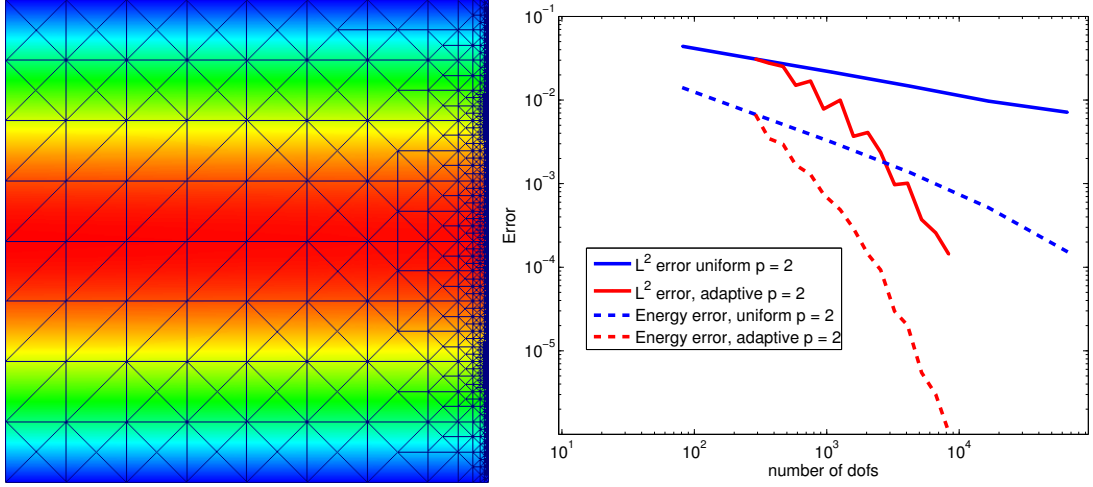 10^-1
10^-2
10^-3
10^-4
10^-5
Error
L^2 error uniform p = 2
L^2 error, adaptive p = 2
Energy error, uniform p = 2
Energy error, adaptive p = 2
10^1
10^2
10^3
10^4
number of dofs